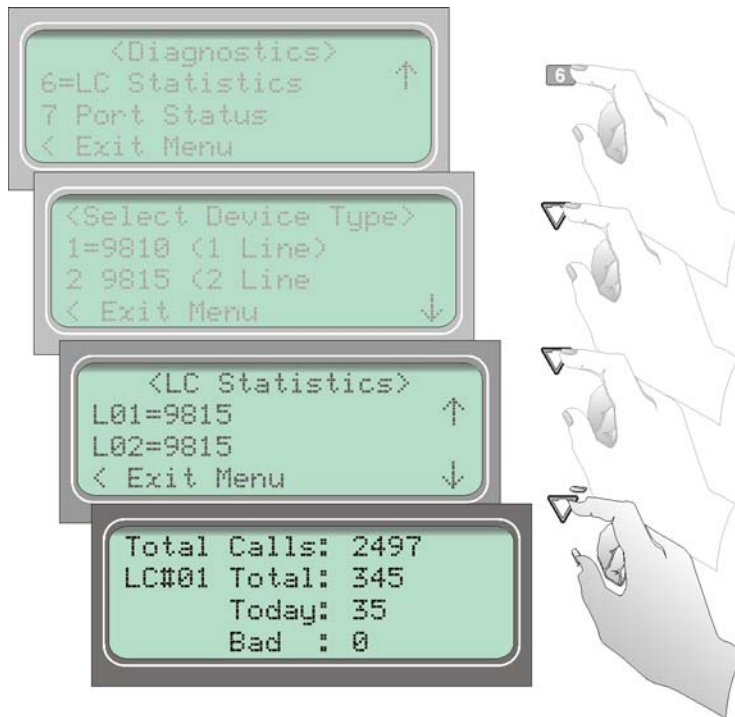 <Diagnostics>
6=LC Statistics ↑
7 Port Status
< Exit Menu
6
<Select Device Type>
1=9810 (1 Line)
2 9815 (2 Line
< Exit Menu ↓
<LC Statistics>
L01=9815 ↑
L02=9815
< Exit Menu ↓
Total Calls: 2497
LC#01 Total: 345
Today: 35
Bad : 0